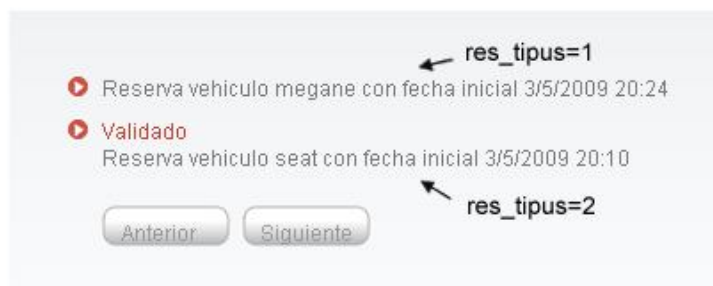 res_tipus=1
Reserva vehiculo megane con fecha inicial 3/5/2009 20:24
Validado
Reserva vehiculo seat con fecha inicial 3/5/2009 20:10
res_tipus=2
Anterior Siguiente